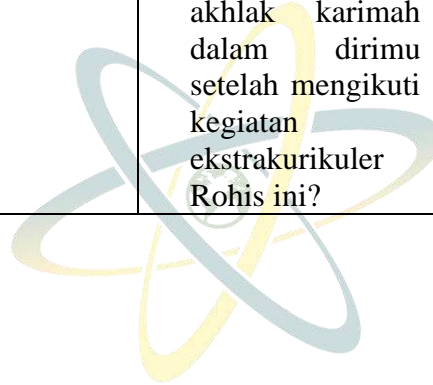 akhlak karimah
dalam dirimu
setelah mengikuti
kegiatan
ekstrakurikuler
Rohis ini?